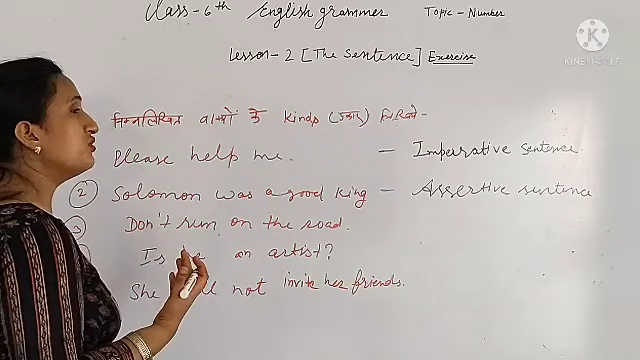 Class-6th /English grammer Topic-Number
Lesson-2 [The Sentence] Exercise
निम्नलिखित वाक्यों के kinds (प्रकार) लिखिये-
Please help me. - Imperative sentence.
② Solomon was a good king - Assertive sentence
③ Don't run on the road.
Is an artist?
She not invite her friends.
KINEMASTER